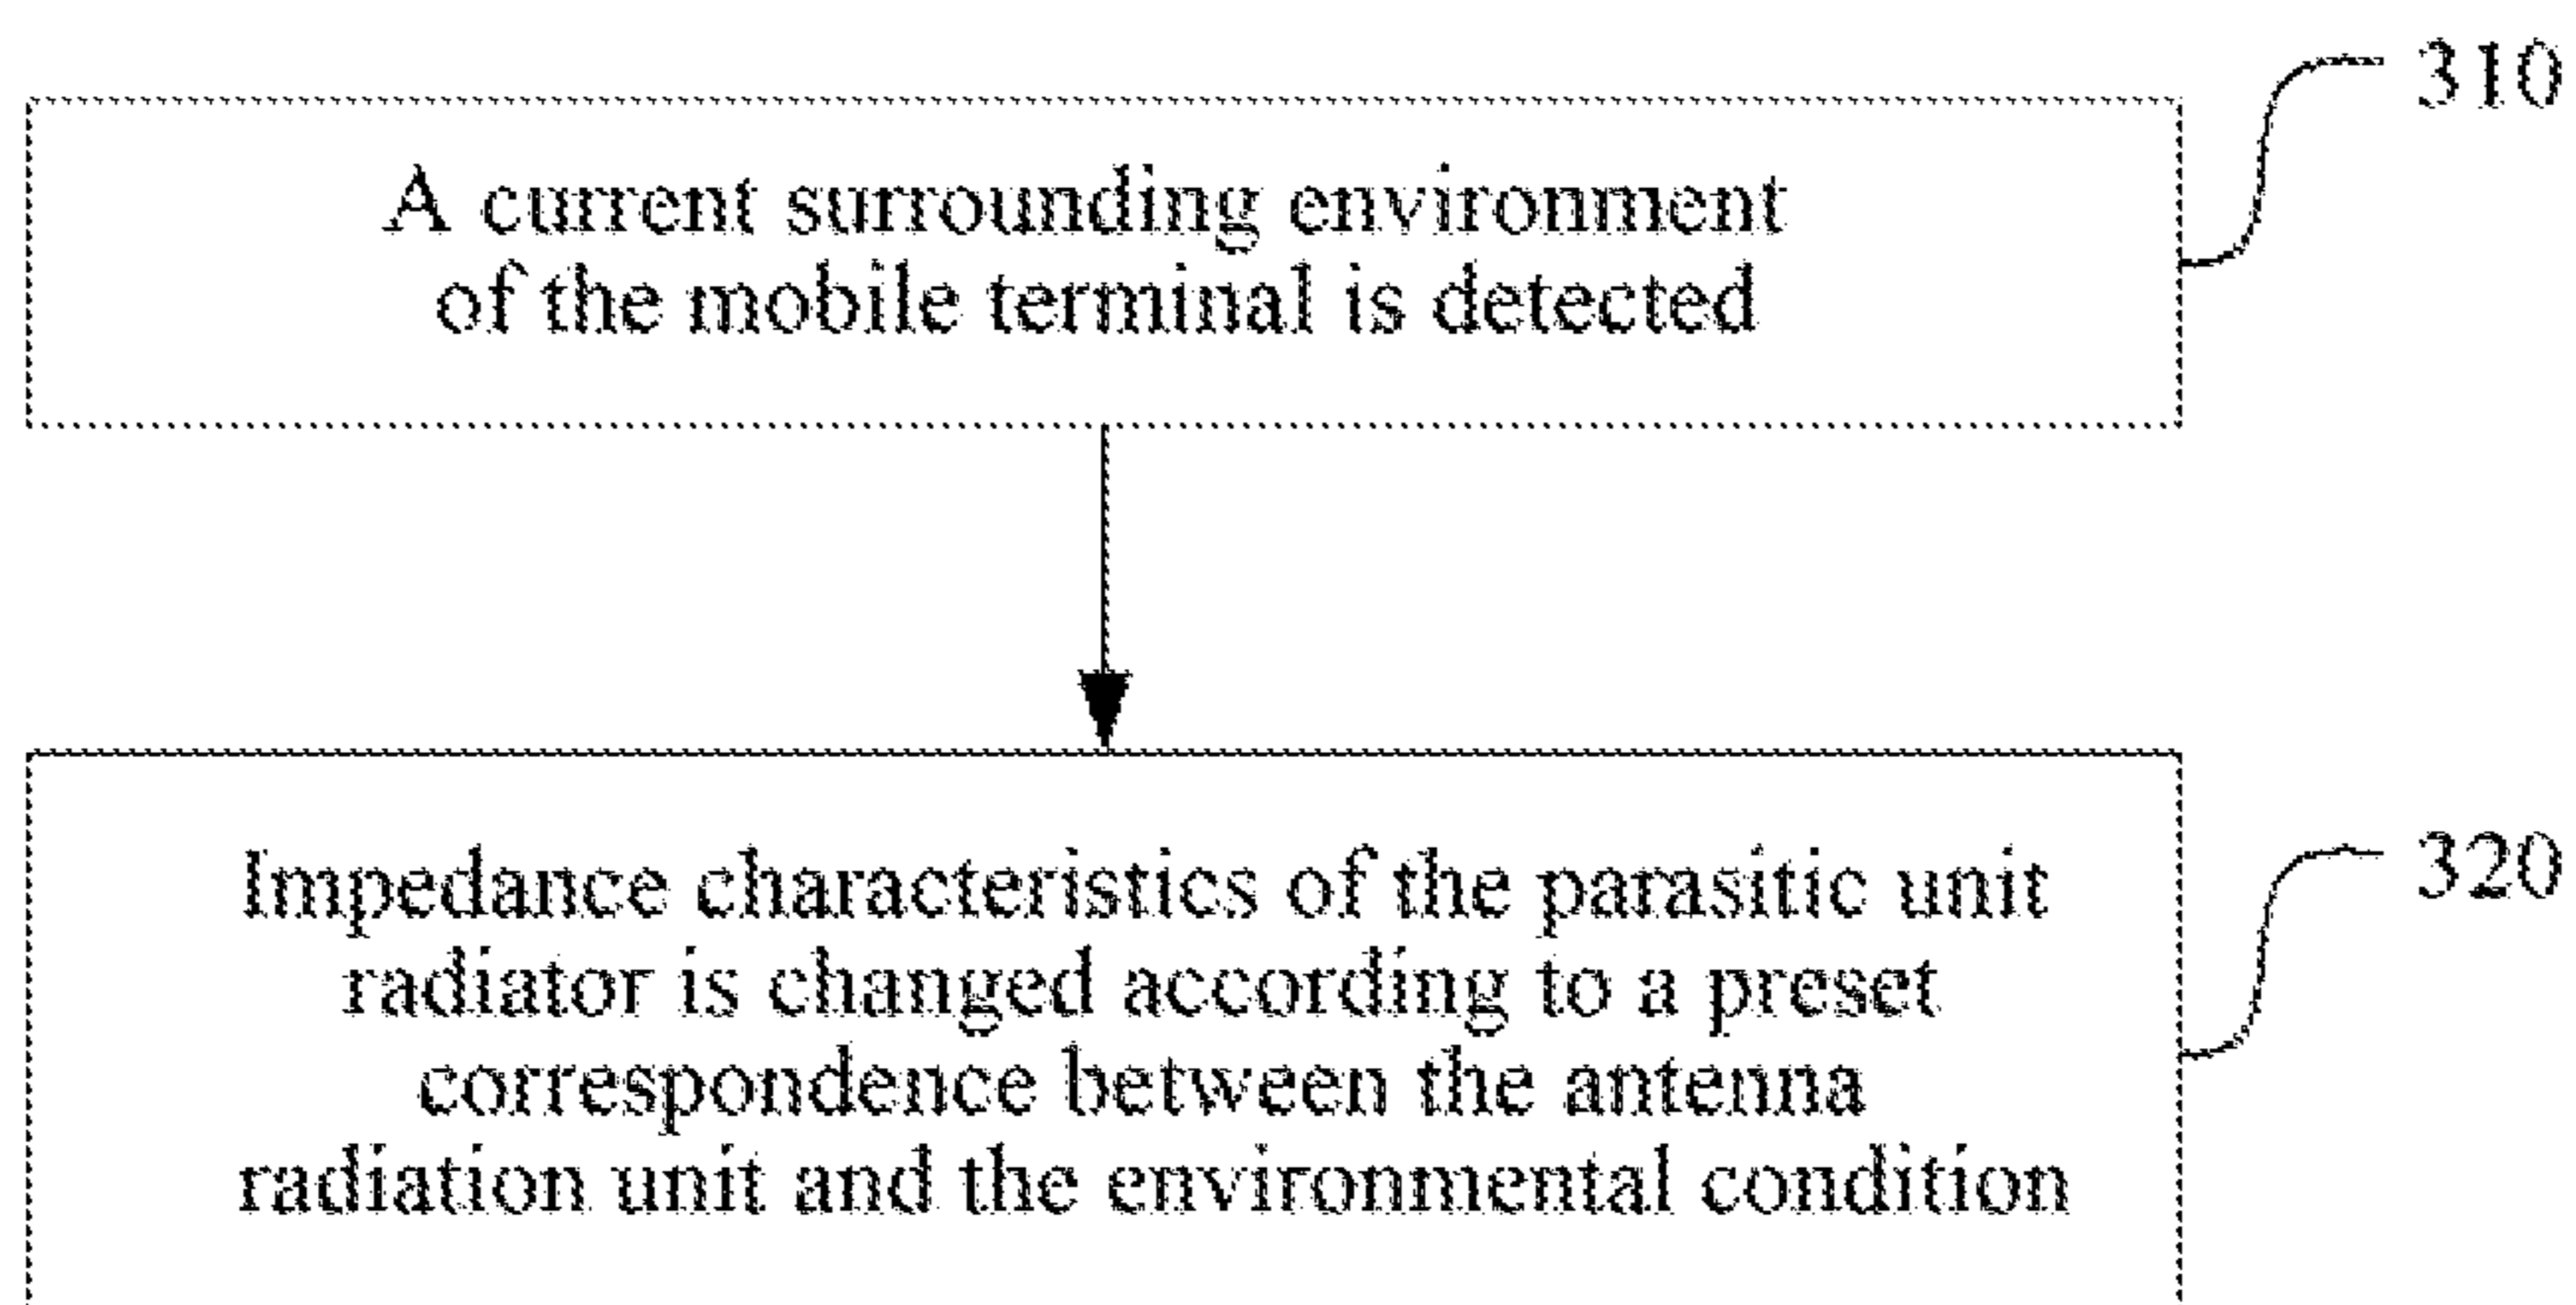 310
A current surrounding environment
of the mobile terminal is detected
320
Impedance characteristics of the parasitic unit
radiator is changed according to a preset
correspondence between the antenna
radiation unit and the environmental condition